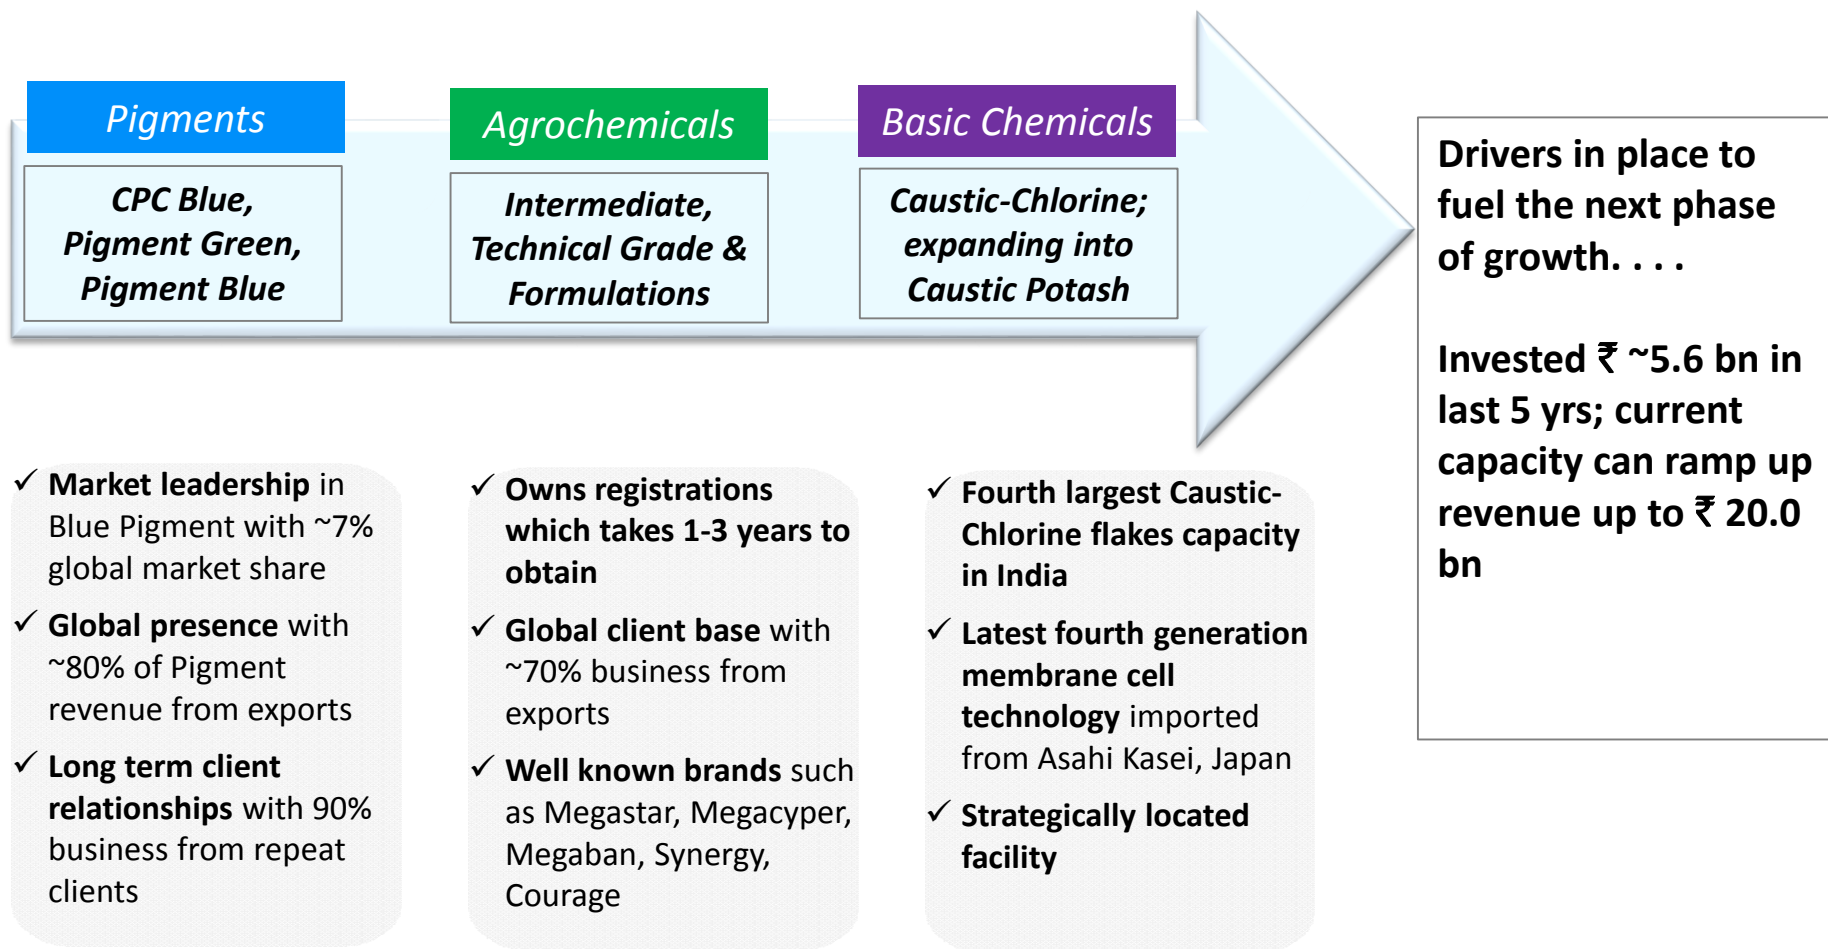 Pigments
CPC Blue,
Pigment Green,
Pigment Blue
Agrochemicals
Intermediate,
Technical Grade &
Formulations
Basic Chemicals
Caustic-Chlorine;
expanding into
Caustic Potash
Drivers in place to
fuel the next phase
of growth. . . .
Invested ₹ ~5.6 bn in
last 5 yrs; current
capacity can ramp up
revenue up to ₹ 20.0
bn
✓ Market leadership in
Blue Pigment with ~7%
global market share
✓ Global presence with
~80% of Pigment
revenue from exports
✓ Long term client
relationships with 90%
business from repeat
clients
✓ Owns registrations
which takes 1-3 years to
obtain
✓ Global client base with
~70% business from
exports
✓ Well known brands such
as Megastar, Megacyper,
Megaban, Synergy,
Courage
✓ Fourth largest Caustic-
Chlorine flakes capacity
in India
✓ Latest fourth generation
membrane cell
technology imported
from Asahi Kasei, Japan
✓ Strategically located
facility